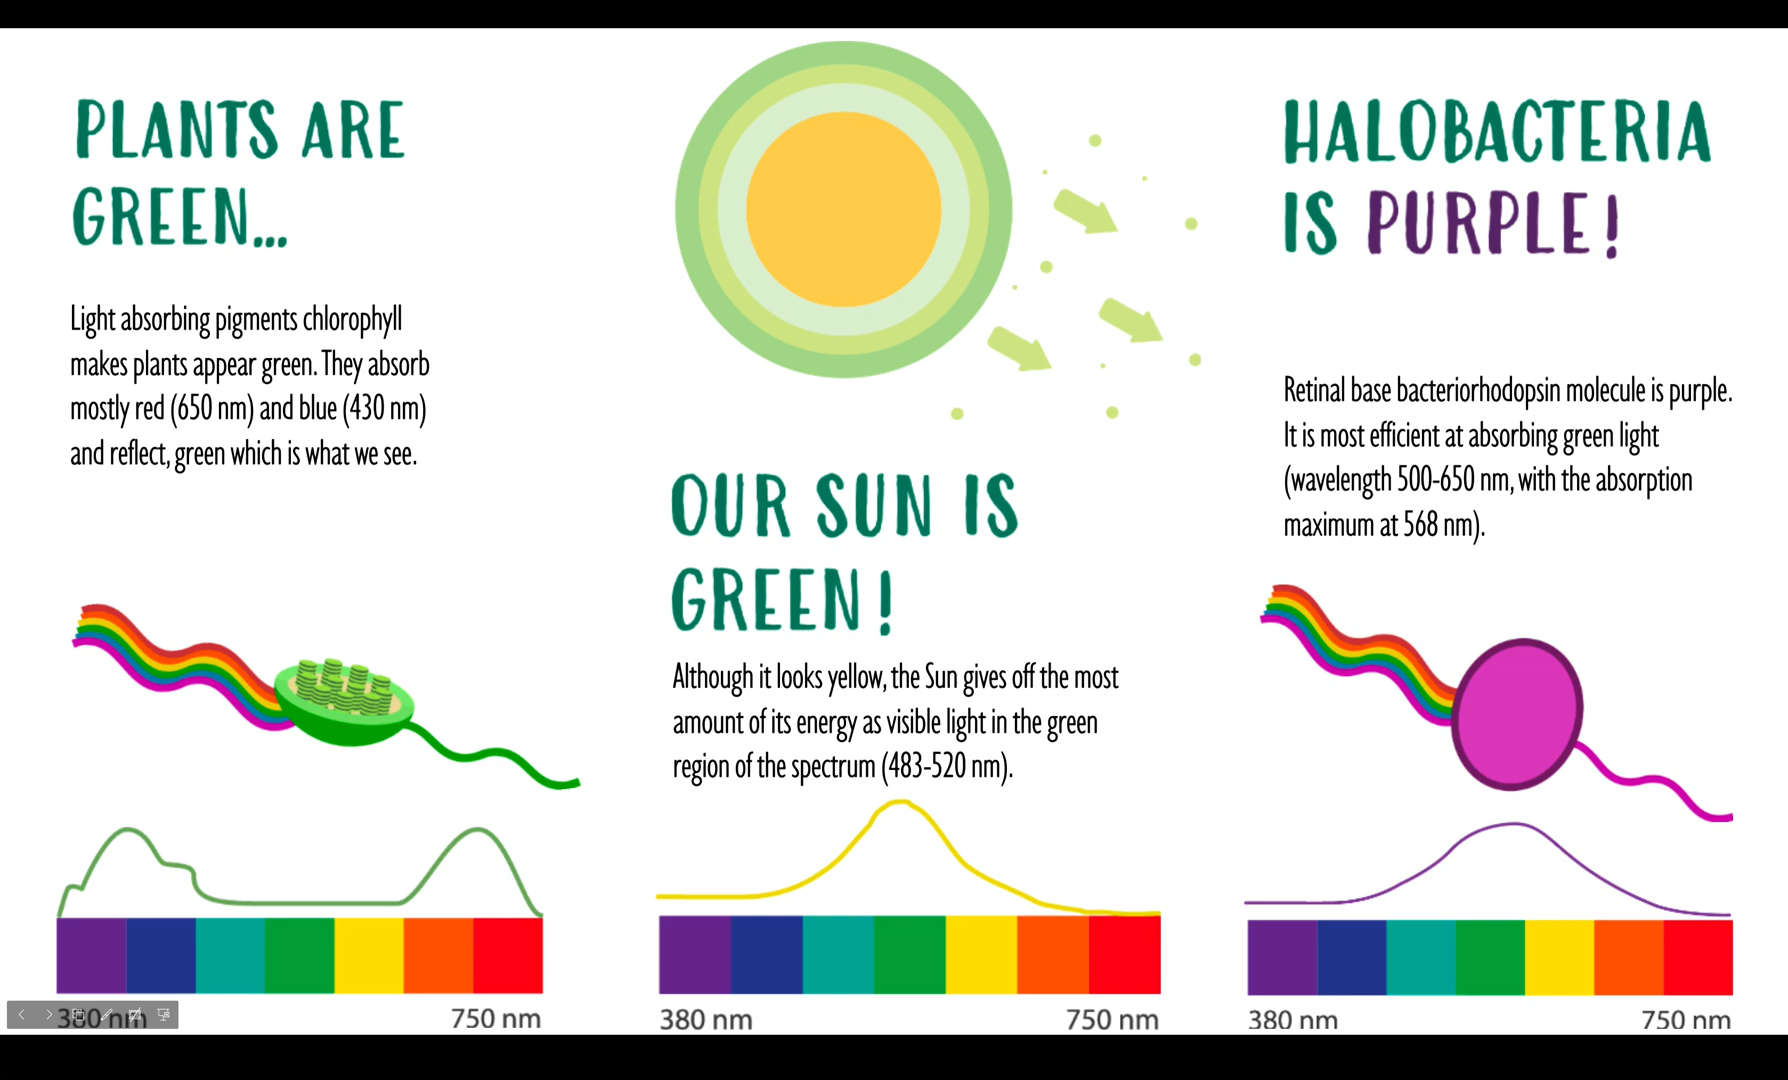 PLANTS ARE
GREEN...
Light absorbing pigments chlorophyll
makes plants appear green. They absorb
mostly red (650 nm) and blue (430 nm)
and reflect, green which is what we see.
380 nm
750 nm
OUR SUN IS
GREEN!
Although it looks yellow, the Sun gives off the most
amount of its energy as visible light in the green
region of the spectrum (483-520 nm).
380 nm
750 nm
HALOBACTERIA
IS PURPLE!
Retinal base bacteriorhodopsin molecule is purple.
It is most efficient at absorbing green light
(wavelength 500-650 nm, with the absorption
maximum at 568 nm).
380 nm
750 nm